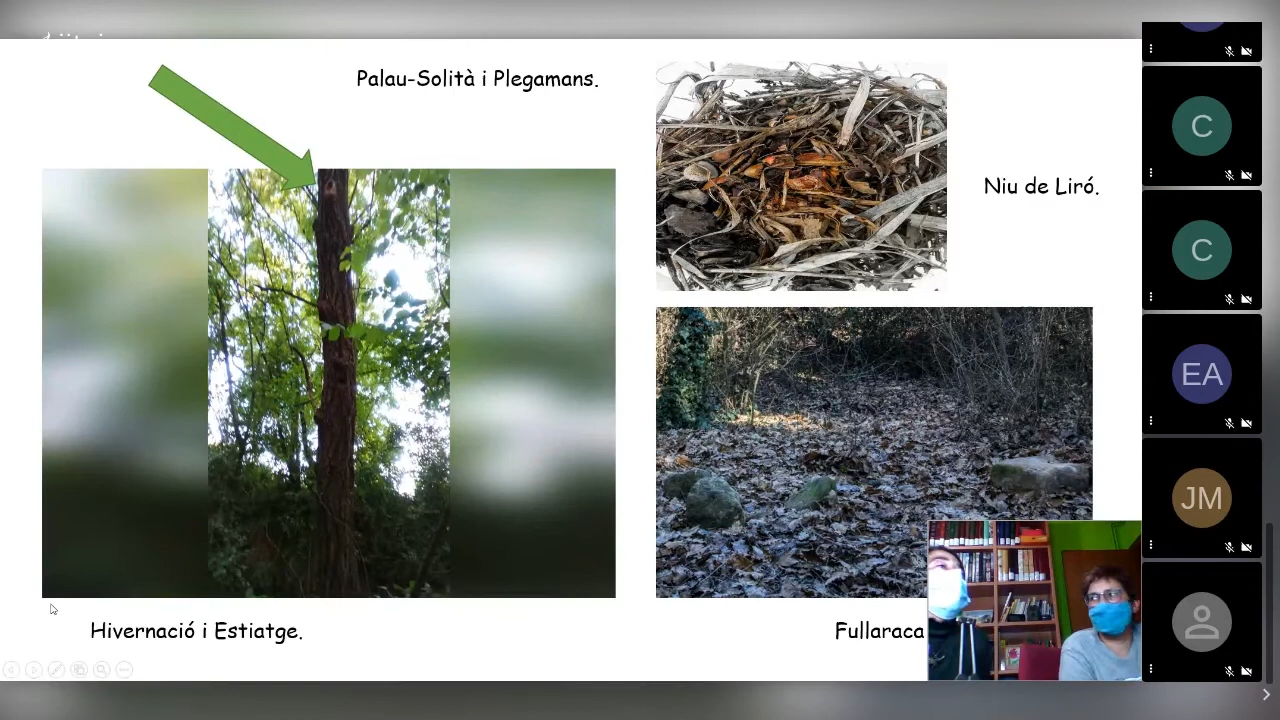 Palau-Solità i Plegamans.
Niu de Liró.
Hivernació i Estiatge.
Fullaraca
C
C
EA
JM